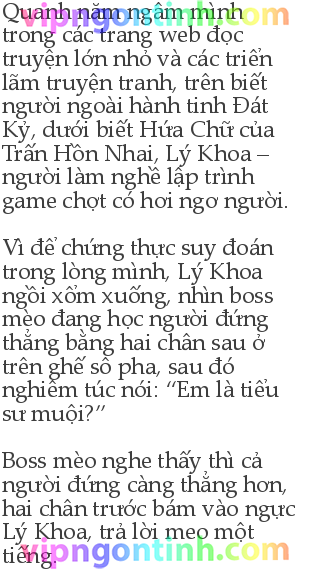 vipngontinh.com
Quanh năm ngâm mình
trong các trang web đọc
truyện lớn nhỏ và các triển
lãm truyện tranh, trên biết
người ngoài hành tinh Đát
Kỷ, dưới biết Hứa Chữ của
Trấn Hồn Nhai, Lý Khoa –
người làm nghề lập trình
game chợt có hơi ngơ người.

Vì để chứng thực suy đoán
trong lòng mình, Lý Khoa
ngồi xổm xuống, nhìn boss
mèo đang học người đứng
thẳng bằng hai chân sau ở
trên ghế sô pha, sau đó
nghiêm túc nói: “Em là tiểu
sư muội?”

Boss mèo nghe thấy thì cả
người đứng càng thẳng hơn,
hai chân trước bám vào ngực
Lý Khoa, trả lời meo một
tiếng.
vipngontinh.com